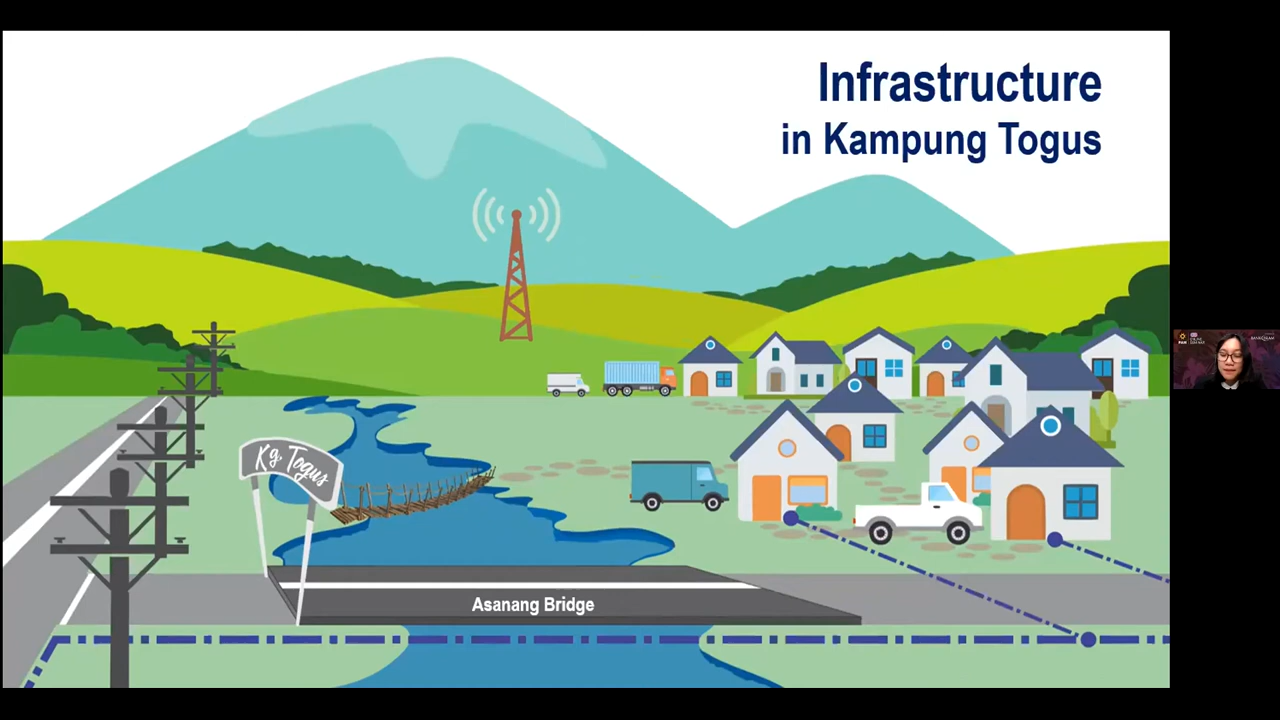 Infrastructure
in Kampung Togus
Kg. Togus
Asanang Bridge